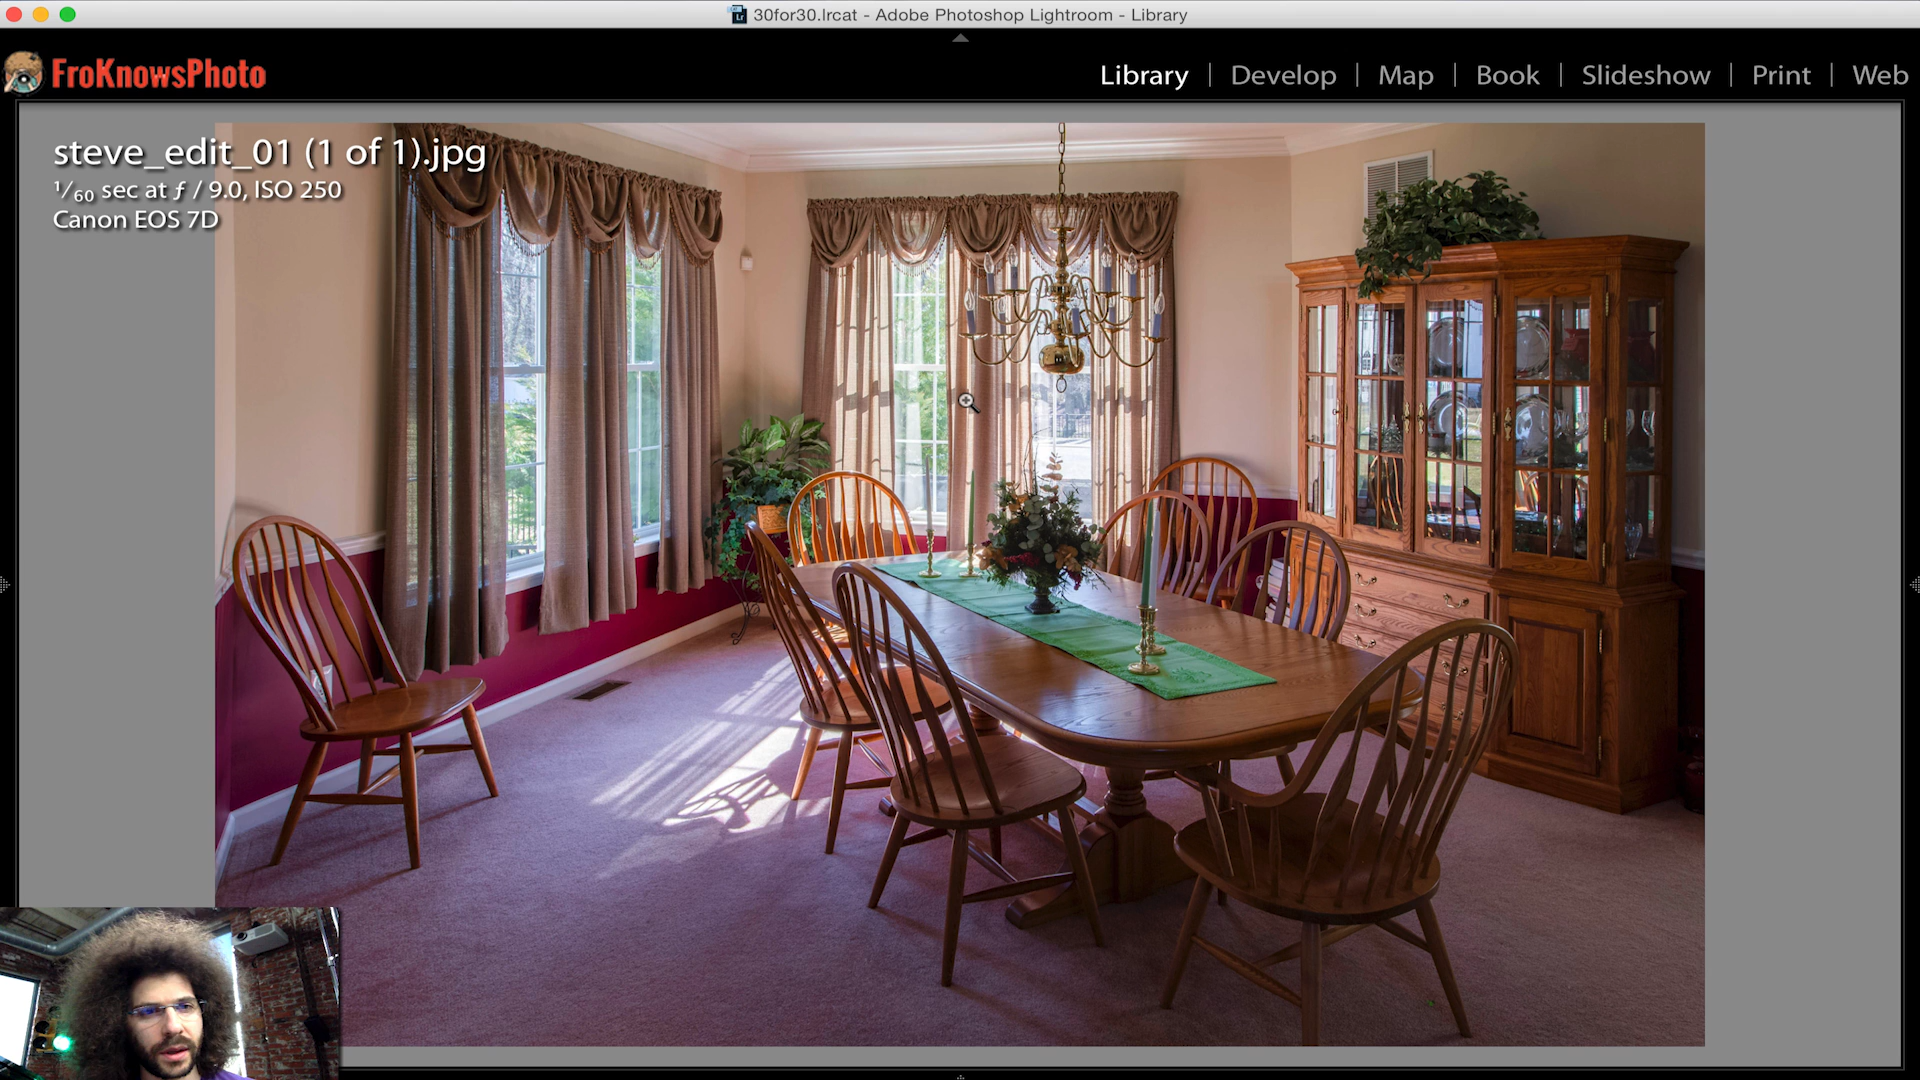 30for30.lrcat - Adobe Photoshop Lightroom - Library
FroKnowsPhoto
Library | Develop | Map | Book | Slideshow | Print | Web
steve_edit_01 (1 of 1).jpg
1/60 sec at ƒ / 9.0, ISO 250
Canon EOS 7D